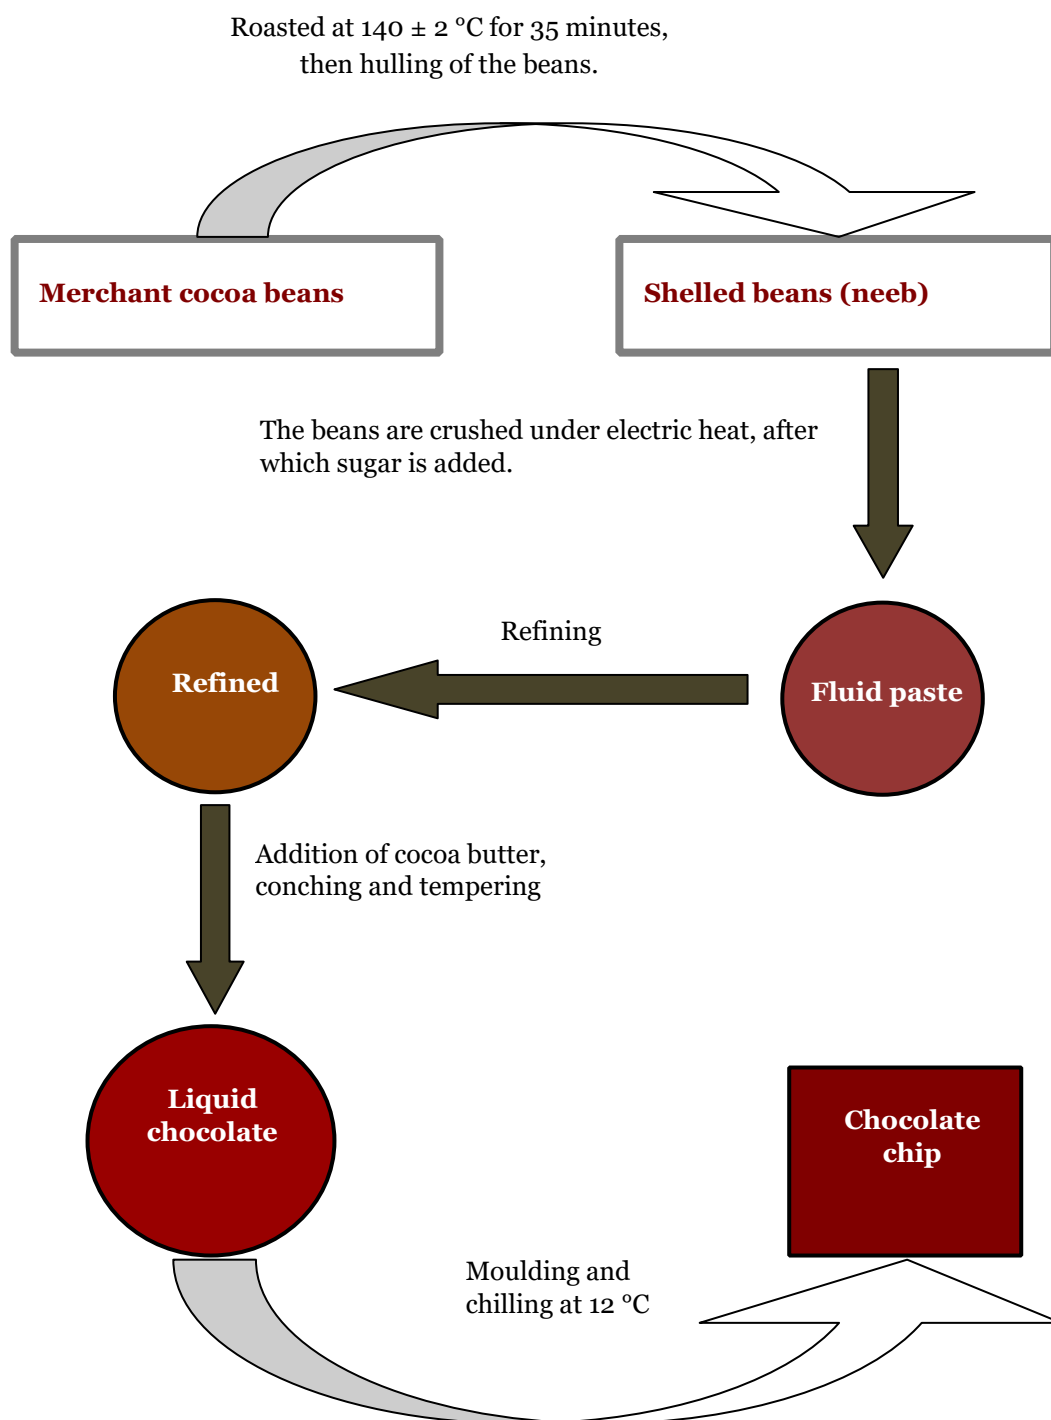 Roasted at 140 ± 2 °C for 35 minutes,
then hulling of the beans.
Merchant cocoa beans
Shelled beans (neeb)
The beans are crushed under electric heat, after
which sugar is added.
Refining
Refined
Fluid paste
Addition of cocoa butter,
conching and tempering
Liquid
chocolate
Chocolate
chip
Moulding and
chilling at 12 °C